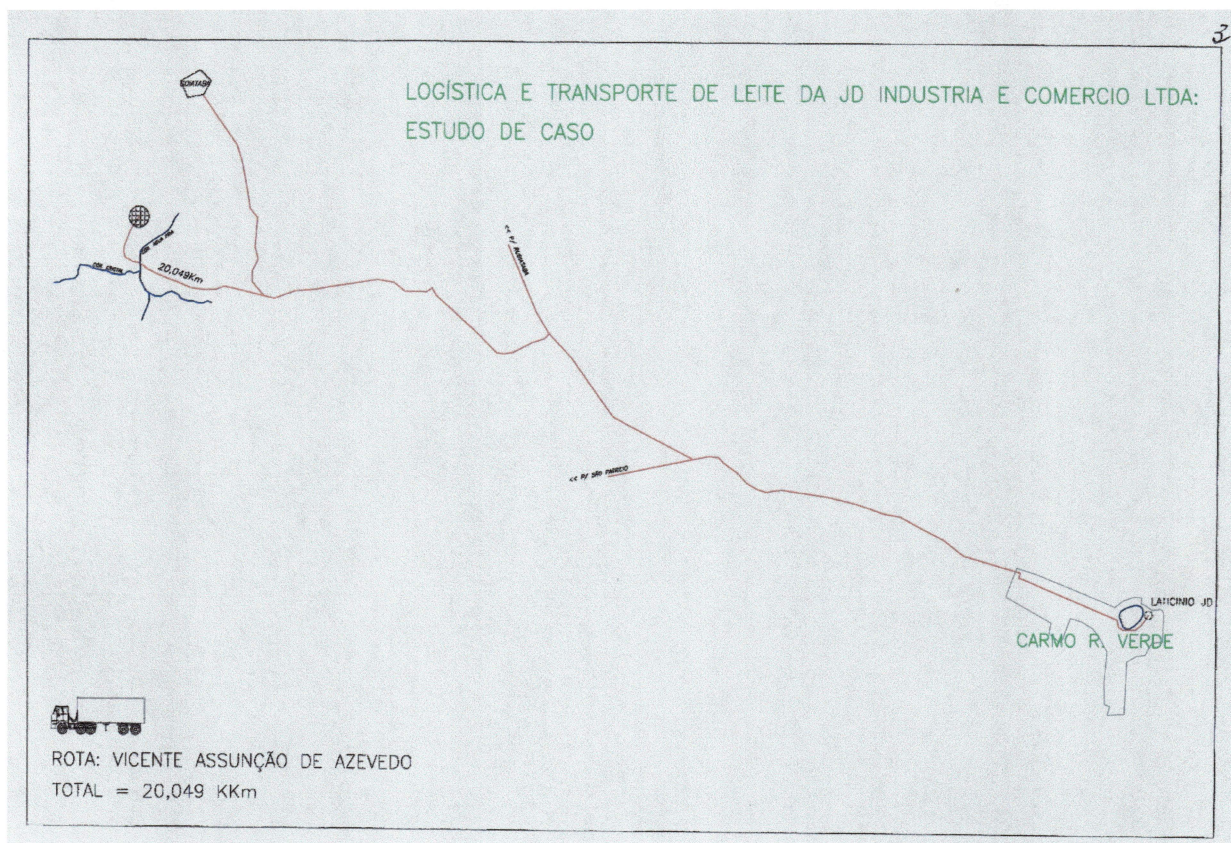 3
LOGÍSTICA E TRANSPORTE DE LEITE DA JD INDUSTRIA E COMERCIO LTDA:
ESTUDO DE CASO
20,049Km
<< P/ RUBIATABA
<< P/ SÃO PATRICIO
LATICINIO JD
CARMO R. VERDE
ROTA: VICENTE ASSUNÇÃO DE AZEVEDO
TOTAL = 20,049 KKm